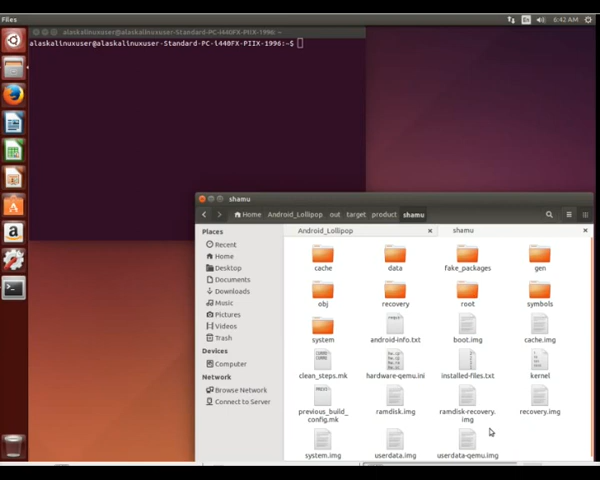 Files
En
6:42 AM
alaskalinuxuser@alaskalinuxuser-Standard-PC-i440FX-PIIX-1996: ~
alaskalinuxuser@alaskalinuxuser-Standard-PC-i440FX-PIIX-1996:~$
shamu
Home Android_Lollipop out target product shamu
Places
Recent
Home
Desktop
Documents
Downloads
Music
Pictures
Videos
Trash
Devices
Computer
Network
Browse Network
Connect to Server
Android_Lollipop
shamu
cache data fake_packages gen
obj recovery root symbols
system android-info.txt boot.img cache.img
clean_steps.mk hardware-qemu.ini installed-files.txt kernel
previous_build_
config.mk
ramdisk.img
ramdisk-recovery.
img
recovery.img
system.img userdata.img userdata-qemu.img